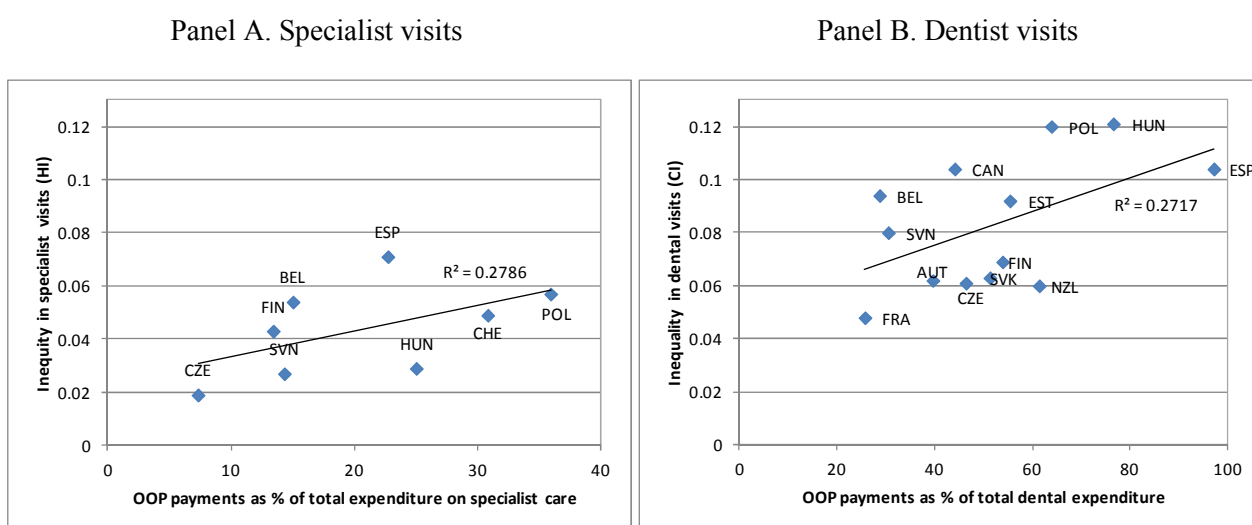 Panel A. Specialist visits
Inequity in specialist visits (HI)
0.12
0.1
0.08
0.06
0.04
0.02
0
ESP
R² = 0.2786
BEL
FIN
POL
CHE
SVN
HUN
CZE
0 10 20 30 40
OOP payments as % of total expenditure on specialist care
Panel B. Dentist visits
Inequality in dental visits (CI)
0.12
0.1
0.08
0.06
0.04
0.02
0
POL
HUN
CAN
ESP
BEL
EST
R² = 0.2717
SVN
FIN
AUT
SVK
CZE
NZL
FRA
0 20 40 60 80 100
OOP payments as % of total dental expenditure